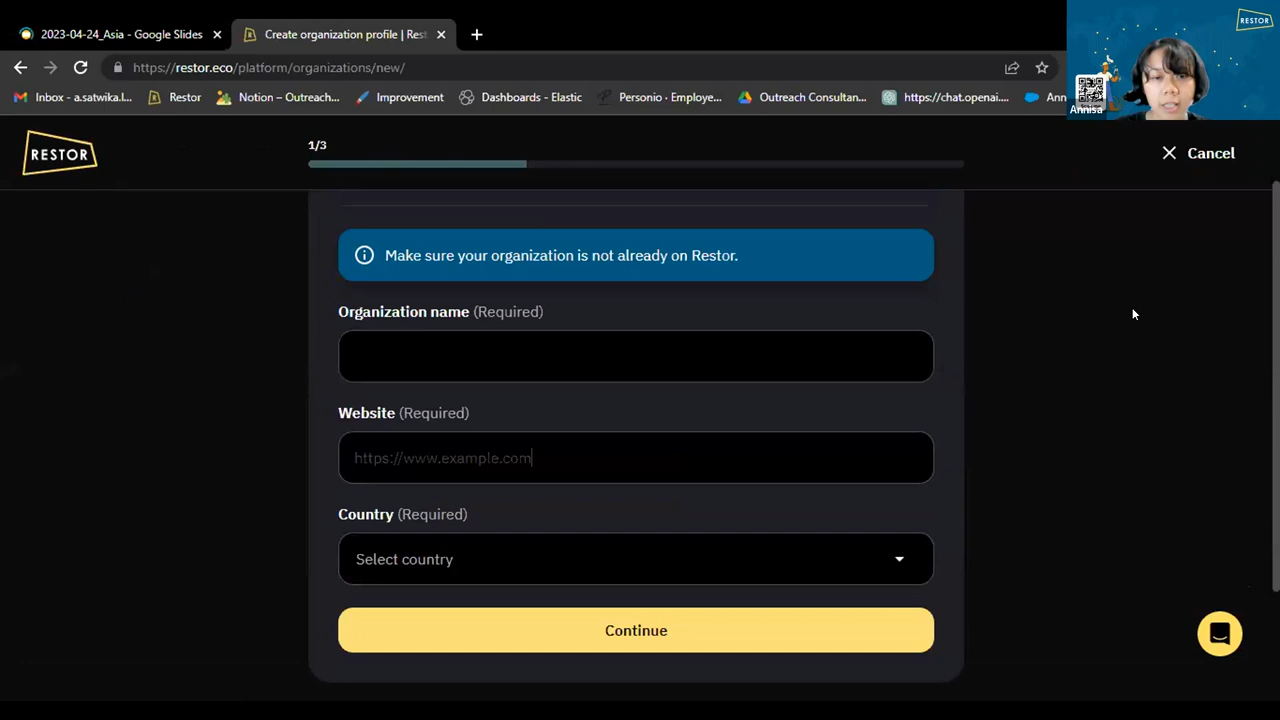 2023-04-24_Asia - Google Slides
Create organization profile | Rest
https://restor.eco/platform/organizations/new/
Inbox - a.satwika.l...
Restor
Notion – Outreach...
Improvement
Dashboards - Elastic
Personio - Employe...
Outreach Consultan...
https://chat.openai....
Ann
RESTOR
Annisa
RESTOR
1/3
Cancel
Make sure your organization is not already on Restor.
Organization name (Required)
Website (Required)
https://www.example.com
Country (Required)
Select country
Continue